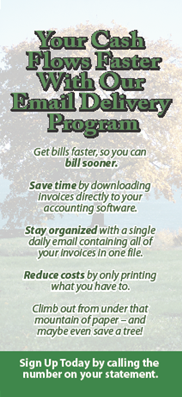 Your Cash
Flows Faster
With Our
Email Delivery
Program
Get bills faster, so you can
bill sooner.
Save time by downloading
invoices directly to your
accounting software.
Stay organized with a single
daily email containing all of
your invoices in one file.
Reduce costs by only printing
what you have to.
Climb out from under that
mountain of paper – and
maybe even save a tree!
Sign Up Today by calling the
number on your statement.